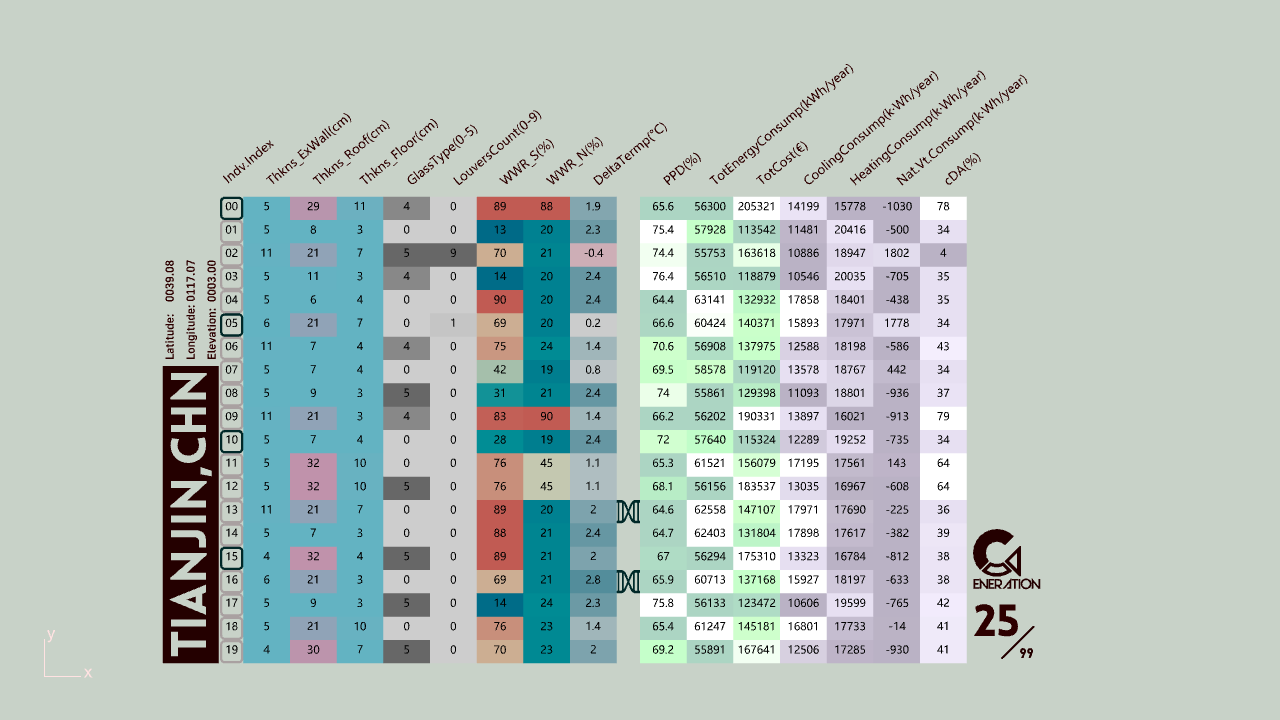 Indv.Index Thkns_ExWall(cm) Thkns_Roof(cm) Thkns_Floor(cm) GlassType(0-5) LouversCount(0-9) WWR_S(%) WWR_N(%) DeltaTermp(°C) PPD(%) TotEnergyConsump(kWh/year) TotCost(€) CoolingConsump(k·Wh/year) HeatingConsump(k·Wh/year) Nat.Vt.Consump(k·Wh/year) cDA(%)
00 5 29 11 4 0 89 88 1.9 65.6 56300 205321 14199 15778 -1030 78
01 5 8 3 0 0 13 20 2.3 75.4 57928 113542 11481 20416 -500 34
02 11 21 7 5 9 70 21 -0.4 74.4 55753 163618 10886 18947 1802 4
03 5 11 3 4 0 14 20 2.4 76.4 56510 118879 10546 20035 -705 35
04 5 6 4 0 0 90 20 2.4 64.4 63141 132932 17858 18401 -438 35
05 6 21 7 0 1 69 20 0.2 66.6 60424 140371 15893 17971 1778 34
06 11 7 4 4 0 75 24 1.4 70.6 56908 137975 12588 18198 -586 43
07 5 7 4 0 0 42 19 0.8 69.5 58578 119120 13578 18767 442 34
08 5 9 3 5 0 31 21 2.4 74 55861 129398 11093 18801 -936 37
09 11 21 3 4 0 83 90 1.4 66.2 56202 190331 13897 16021 -913 79
10 5 7 4 0 0 28 19 2.4 72 57640 115324 12289 19252 -735 34
11 5 32 10 0 0 76 45 1.1 65.3 61521 156079 17195 17561 143 64
12 5 32 10 5 0 76 45 1.1 68.1 56156 183537 13035 16967 -608 64
13 11 21 7 0 0 89 20 2 64.6 62558 147107 17971 17690 -225 36
14 5 7 3 0 0 88 21 2.4 64.7 62403 131804 17898 17617 -382 39
15 4 32 4 5 0 89 21 2 67 56294 175310 13323 16784 -812 38
16 6 21 3 0 0 69 21 2.8 65.9 60713 137168 15927 18197 -633 38
17 5 9 3 5 0 14 24 2.3 75.8 56133 123472 10606 19599 -765 42
18 5 21 10 0 0 76 23 1.4 65.4 61247 145181 16801 17733 -14 41
19 4 30 7 5 0 70 23 2 69.2 55891 167641 12506 17285 -930 41
Latitude: 0039.08
Longitude: 0117.07
Elevation: 0003.00
TIANJIN,CHN
G
ENERATION
25/99
y
x